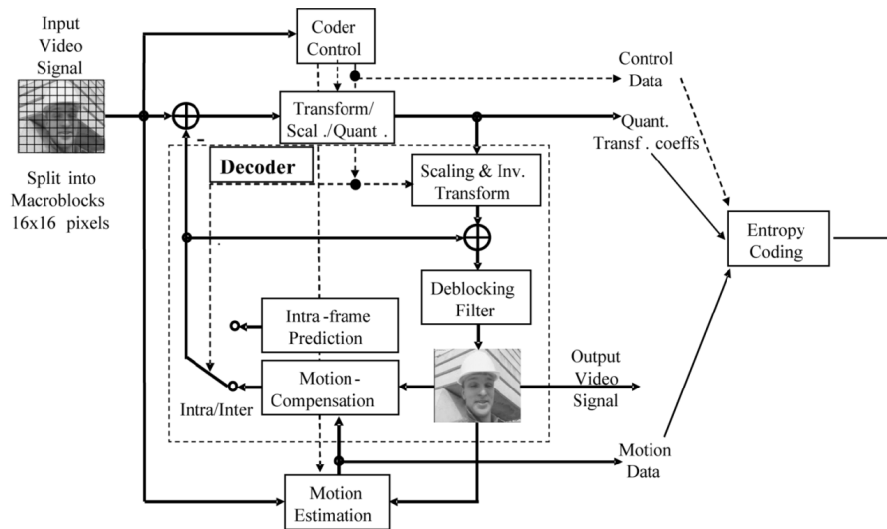 Input
Video
Signal
Coder
Control
Control
Data
Transform/
Scal ./Quant .
Quant.
Transf . coeffs
-
Decoder
Scaling & Inv.
Transform
Split into
Macroblocks
16x16 pixels
Entropy
Coding
Deblocking
Filter
Intra -frame
Prediction
Output
Video
Signal
Motion-
Compensation
Intra/Inter
Motion
Data
Motion
Estimation